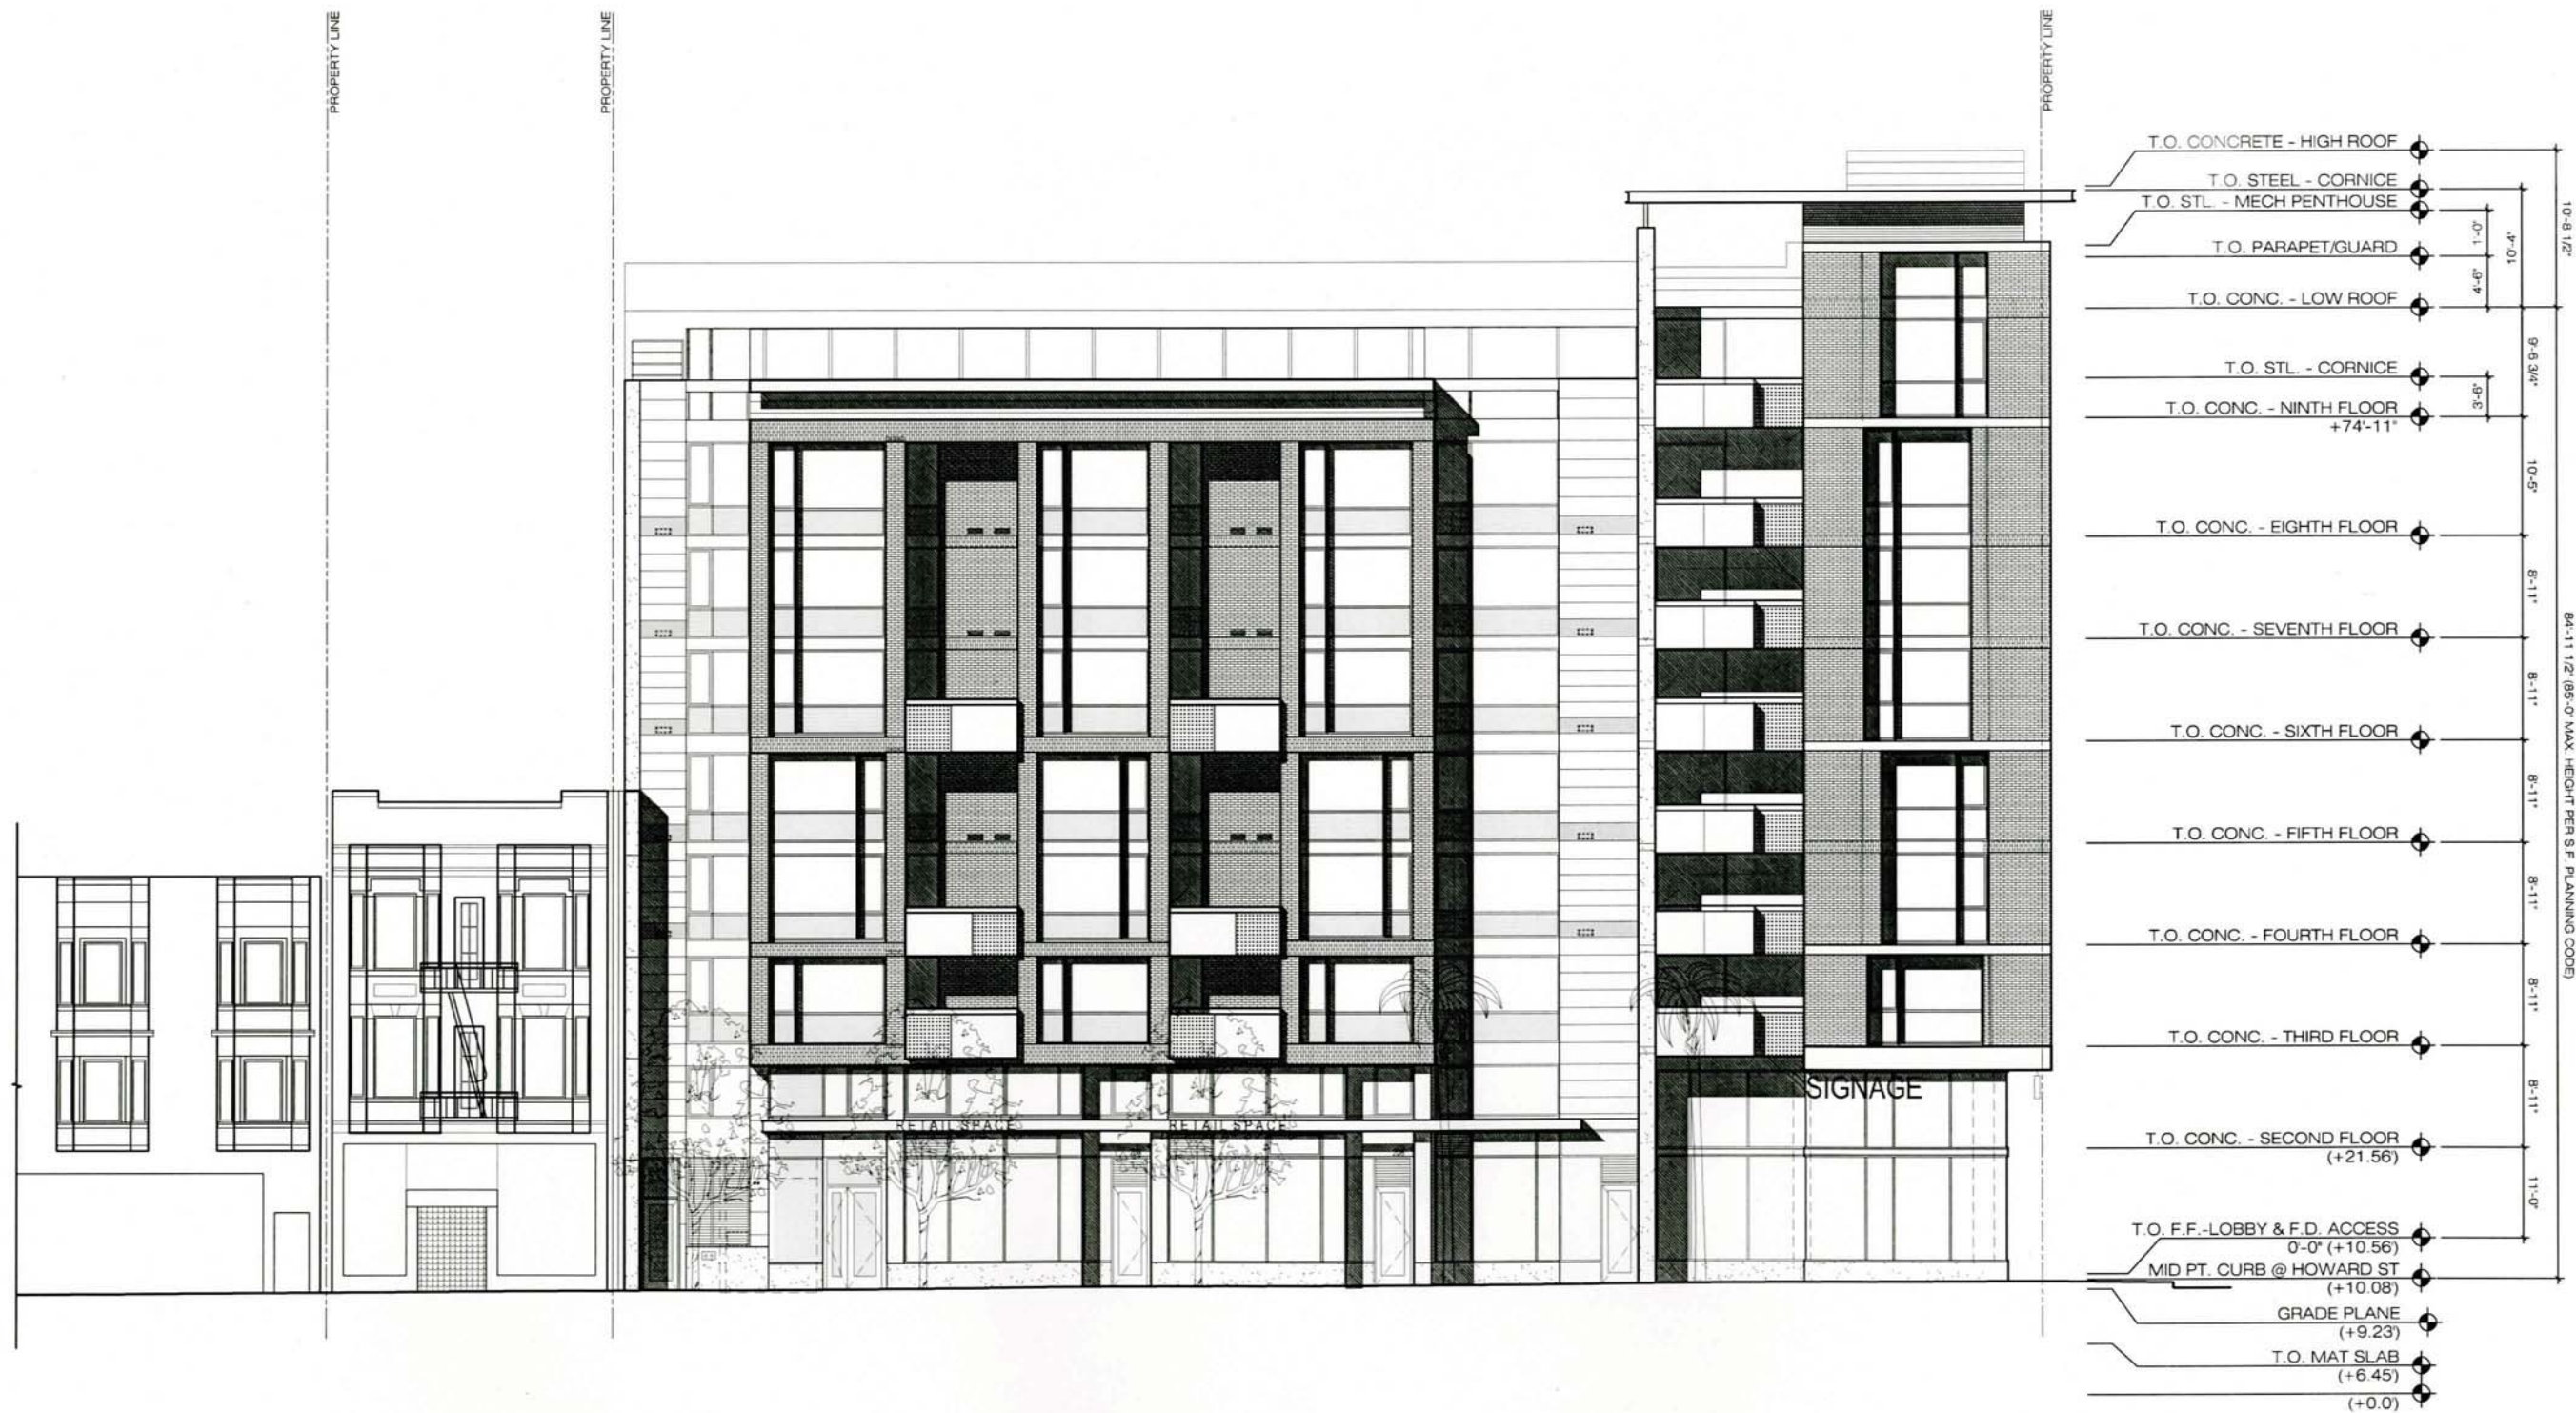 PROPERTY LINE
PROPERTY LINE
PROPERTY LINE
T.O. CONCRETE - HIGH ROOF
T.O. STEEL - CORNICE
T.O. STL. - MECH PENTHOUSE
T.O. PARAPET/GUARD
T.O. CONC. - LOW ROOF
T.O. STL. - CORNICE
T.O. CONC. - NINTH FLOOR
+74'-11"
T.O. CONC. - EIGHTH FLOOR
T.O. CONC. - SEVENTH FLOOR
T.O. CONC. - SIXTH FLOOR
T.O. CONC. - FIFTH FLOOR
T.O. CONC. - FOURTH FLOOR
T.O. CONC. - THIRD FLOOR
T.O. CONC. - SECOND FLOOR
(+21.56')
T.O. F.F.-LOBBY & F.D. ACCESS
0'-0" (+10.56')
MID PT. CURB @ HOWARD ST
(+10.08')
GRADE PLANE
(+9.23')
T.O. MAT SLAB
(+6.45')
(+0.0')
1'-0"
4'-6"
3'-6"
10'-4"
9'-6 3/4"
10'-5"
8'-11"
8'-11"
8'-11"
8'-11"
8'-11"
8'-11"
11'-0"
10'-8 1/2"
84'-11 1/2" (85'-0" MAX. HEIGHT PER S.F. PLANNING CODE)
SIGNAGE
RETAIL SPACE
RETAIL SPACE